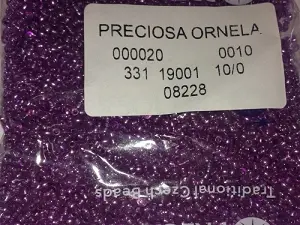 PRECIOSA ORNELA
000020 0010
331 19001 10/0
08228
Traditional Czech Beads